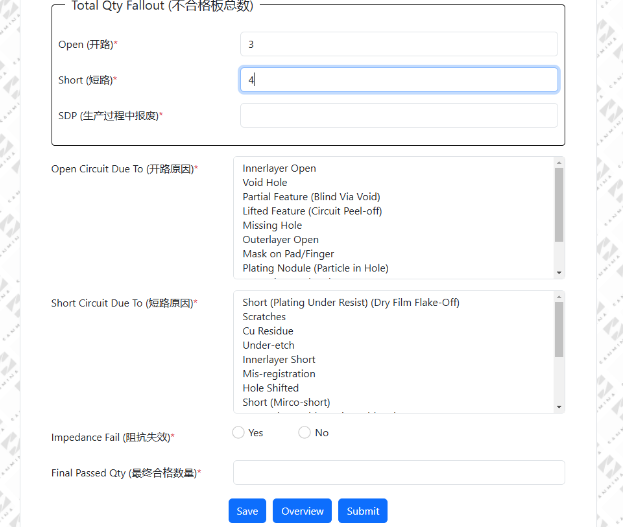 Total Qty Fallout (不合格板总数)
Open (开路)*
3
Short (短路)*
4
SDP (生产过程中报废)*
Open Circuit Due To (开路原因)*
Innerlayer Open
Void Hole
Partial Feature (Blind Via Void)
Lifted Feature (Circuit Peel-off)
Missing Hole
Outerlayer Open
Mask on Pad/Finger
Plating Nodule (Particle in Hole)
Short Circuit Due To (短路原因)*
Short (Plating Under Resist) (Dry Film Flake-Off)
Scratches
Cu Residue
Under-etch
Innerlayer Short
Mis-registration
Hole Shifted
Short (Mirco-short)
Impedance Fail (阻抗失效)*
Yes
No
Final Passed Qty (最终合格数量)*
Save
Overview
Submit